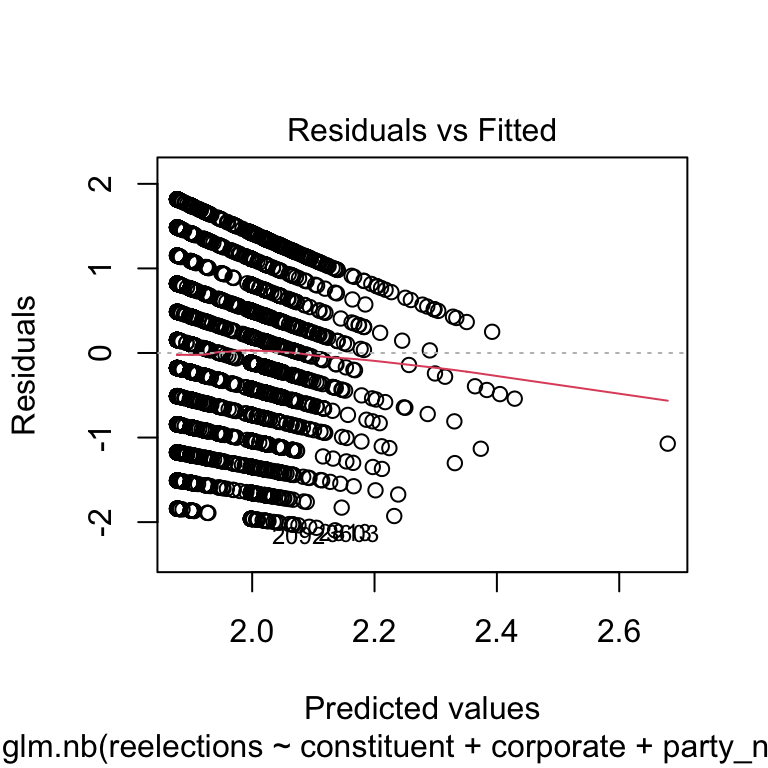 Residuals vs Fitted
2
1
0
-1
-2
Residuals
2092
2.0 2.2 2.4 2.6
Predicted values
glm.nb(reelections ~ constituent + corporate + party_n